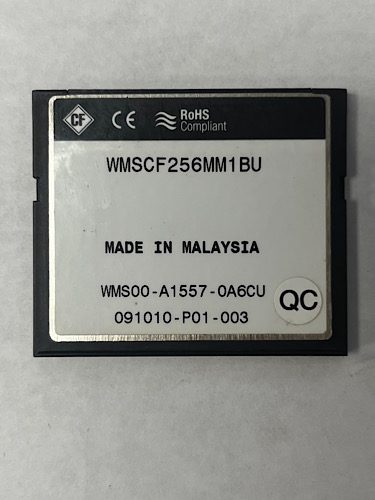 CF CE RoHS
Compliant
WMSCF256MM1BU
MADE IN MALAYSIA
WMS00-A1557-0A6CU
091010-P01-003
QC